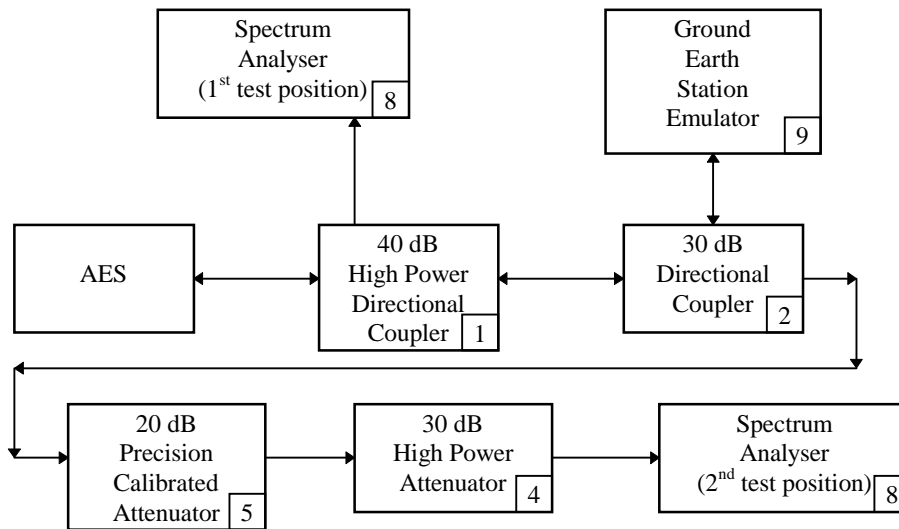 Spectrum
Analyser
(1st test position)
8
Ground
Earth
Station
Emulator
9
AES
40 dB
High Power
Directional
Coupler
1
30 dB
Directional
Coupler
2
20 dB
Precision
Calibrated
Attenuator
5
30 dB
High Power
Attenuator
4
Spectrum
Analyser
(2nd test position)
8